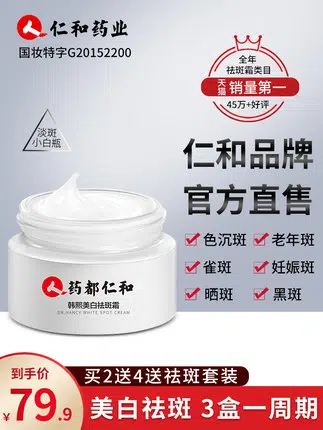 仁和药业
国妆特字G20152200
全年
祛斑霜类目
天猫 销量第一
45万+好评
淡斑
小白瓶
仁和品牌
官方直售
色沉斑 老年斑
雀斑 妊娠斑
晒斑 黑斑
药都仁和
韩熙美白祛斑霜
DR.HANCY WHITE SPOT CREAM
到手价
¥79.9
买2送4送祛斑套装
美白祛斑 3盒一周期